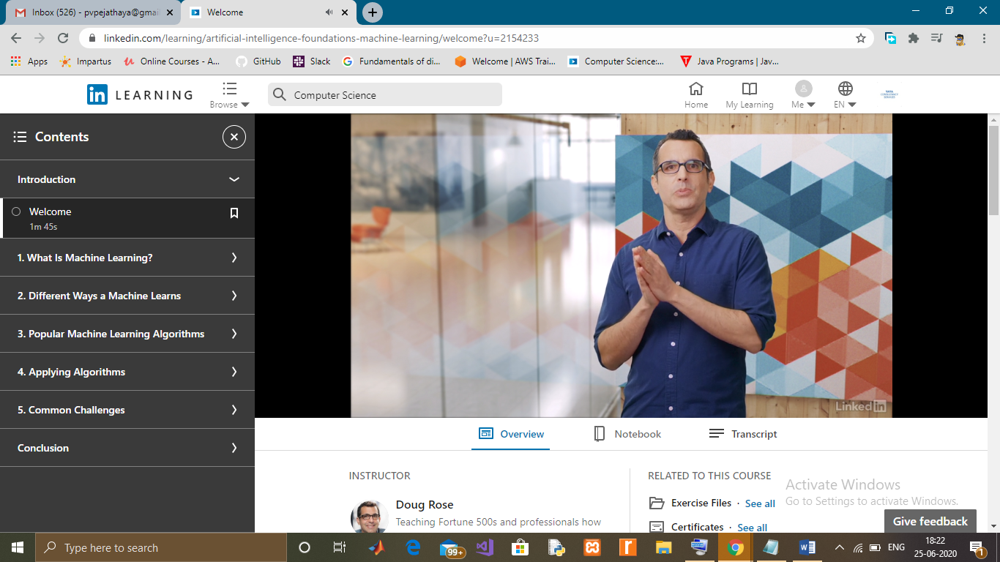 Inbox (526) - pvpejathaya@gmai
Welcome
linkedin.com/learning/artificial-intelligence-foundations-machine-learning/welcome?u=2154233
Apps
Impartus
Online Courses - A...
GitHub
Slack
Fundamentals of di...
Welcome | AWS Trai...
Computer Science:...
Java Programs | Jav...
in LEARNING
Browse
Computer Science
Home
My Learning
Me
EN
TATA
CONSULTANCY
SERVICES
Contents
Introduction
Welcome
1m 45s
1. What Is Machine Learning?
2. Different Ways a Machine Learns
3. Popular Machine Learning Algorithms
4. Applying Algorithms
5. Common Challenges
Conclusion
Linked in
Overview
Notebook
Transcript
INSTRUCTOR
Doug Rose
Teaching Fortune 500s and professionals how
RELATED TO THIS COURSE
Exercise Files · See all
Certificates · See all
Activate Windows
Go to Settings to activate Windows.
Give feedback
Type here to search
99+
ENG
18:22
25-06-2020
1